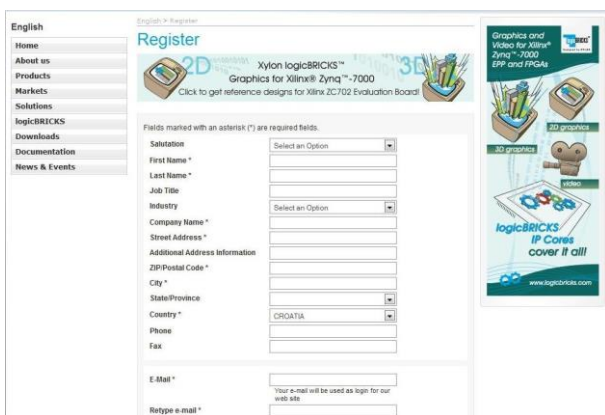 English
Home
About us
Products
Markets
Solutions
logicBRICKS
Downloads
Documentation
News & Events
English > Register
Register
2D
3D
Xylon logicBRICKS™
Graphics for Xilinx® Zynq™-7000
Click to get reference designs for Xilinx ZC702 Evaluation Board!
Fields marked with an asterisk (*) are required fields.
Salutation
Select an Option
First Name *
Last Name *
Job Title
Industry
Select an Option
Company Name *
Street Address *
Additional Address Information
ZIP/Postal Code *
City *
State/Province
Country *
CROATIA
Phone
Fax
E-Mail *
Your e-mail will be used as login for our
web site
Retype e-mail *
Graphics and
Video for Xilinx®
Zynq™-7000
EPP and FPGAs
2D graphics
3D graphics
video
logicBRICKS
IP Cores
cover it all!
www.logicbricks.com